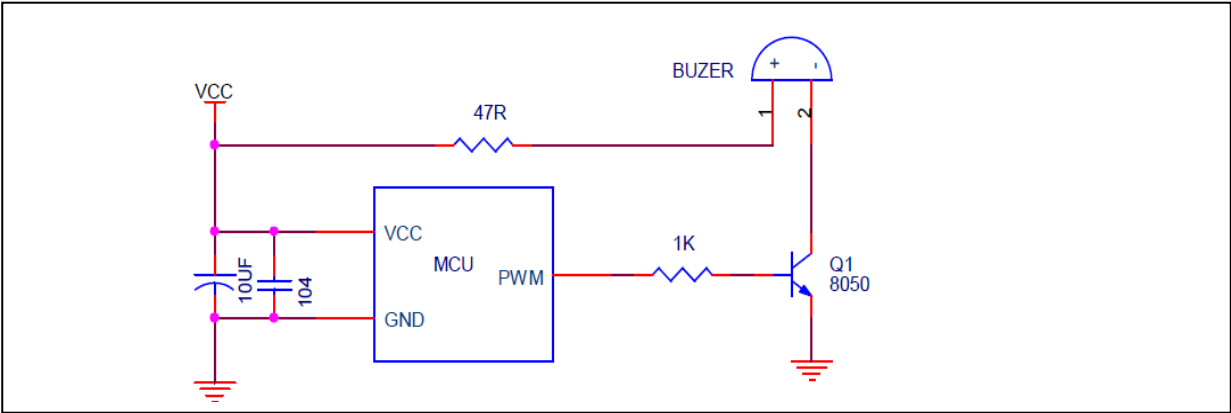 BUZER
+ -
VCC
1
2
47R
VCC
MCU
PWM
GND
10UF
104
1K
Q1
8050